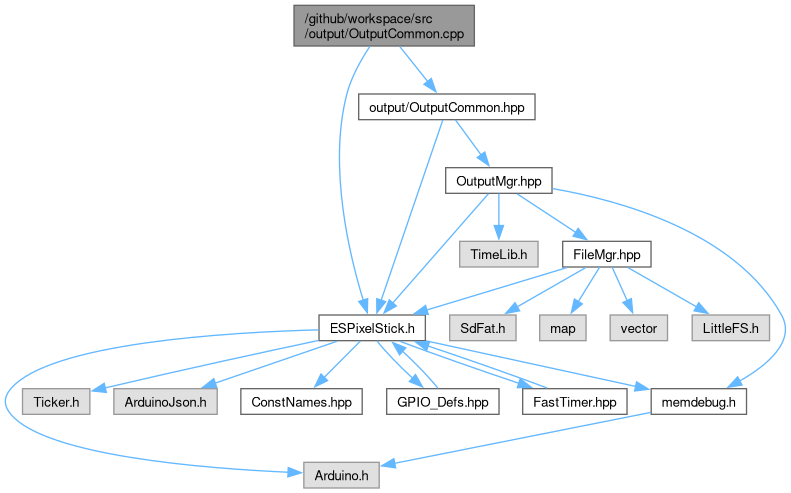 /github/workspace/src
/output/OutputCommon.cpp
output/OutputCommon.hpp
OutputMgr.hpp
TimeLib.h
FileMgr.hpp
ESPixelStick.h
SdFat.h
map
vector
LittleFS.h
Ticker.h
ArduinoJson.h
ConstNames.hpp
GPIO_Defs.hpp
FastTimer.hpp
memdebug.h
Arduino.h